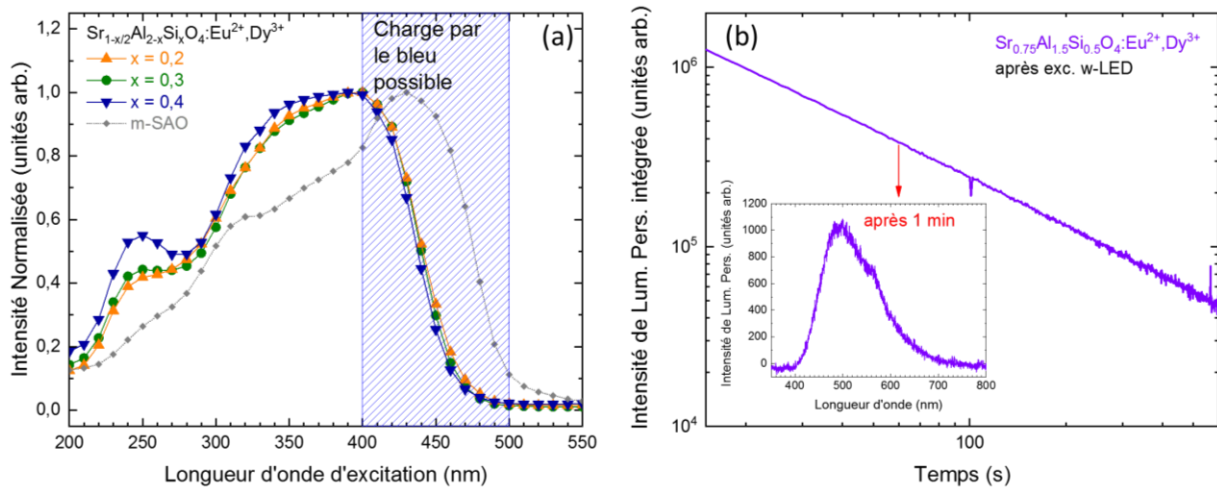 Intensité Normalisée (unités arb.)
1,2
1,0
0,8
0,6
0,4
0,2
0,0
Sr1-x/2Al2-xSixO4:Eu2+,Dy3+
x = 0,2
x = 0,3
x = 0,4
m-SAO
Charge par
le bleu
possible
(a)
200 250 300 350 400 450 500 550
Longueur d'onde d'excitation (nm)
Intensité de Lum. Pers. intégrée (unités arb.)
10^6
10^5
10^4
(b)
Sr0.75Al1.5Si0.5O4:Eu2+,Dy3+
après exc. w-LED
Intensité de Lum. Pers. (unités arb.)
1200
1000
800
600
400
200
0
après 1 min
400 500 600 700 800
Longueur d'onde (nm)
100
Temps (s)